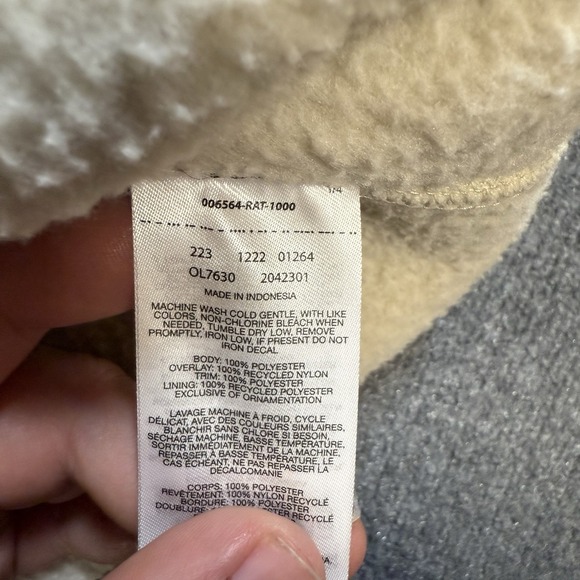 1/4
006564-RAT-1000
223 1222 01264
OL7630 2042301
MADE IN INDONESIA
MACHINE WASH COLD GENTLE, WITH LIKE
COLORS, NON-CHLORINE BLEACH WHEN
NEEDED, TUMBLE DRY LOW, REMOVE
PROMPTLY, IRON LOW, IF PRESENT DO NOT
IRON DECAL
BODY: 100% POLYESTER
OVERLAY: 100% RECYCLED NYLON
TRIM: 100% POLYESTER
LINING: 100% RECYCLED POLYESTER
EXCLUSIVE OF ORNAMENTATION
LAVAGE MACHINE À FROID, CYCLE
DÉLICAT, AVEC DES COULEURS SIMILAIRES,
BLANCHIR SANS CHLORE SI BESOIN,
SÉCHAGE MACHINE, BASSE TEMPÉRATURE,
SORTIR IMMÉDIATEMENT DE LA MACHINE,
REPASSER À BASSE TEMPÉRATURE, LE
CAS ÉCHÉANT, NE PAS REPASSER LA
DÉCALCOMANIE
CORPS: 100% POLYESTER
REVÊTEMENT: 100% NYLON RECYCLÉ
BORDURE: 100% POLYESTER
RECYCLÉ